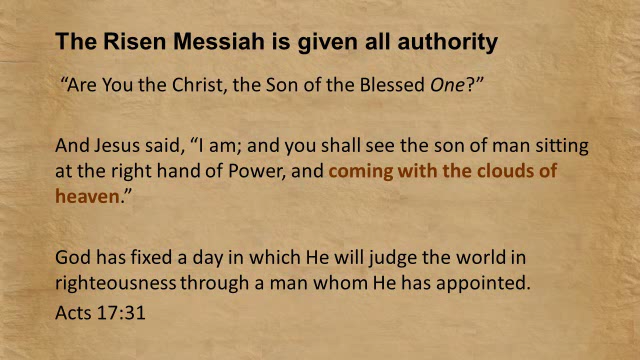 The Risen Messiah is given all authority
“Are You the Christ, the Son of the Blessed One?”
And Jesus said, “I am; and you shall see the son of man sitting
at the right hand of Power, and coming with the clouds of
heaven.”
God has fixed a day in which He will judge the world in
righteousness through a man whom He has appointed.
Acts 17:31